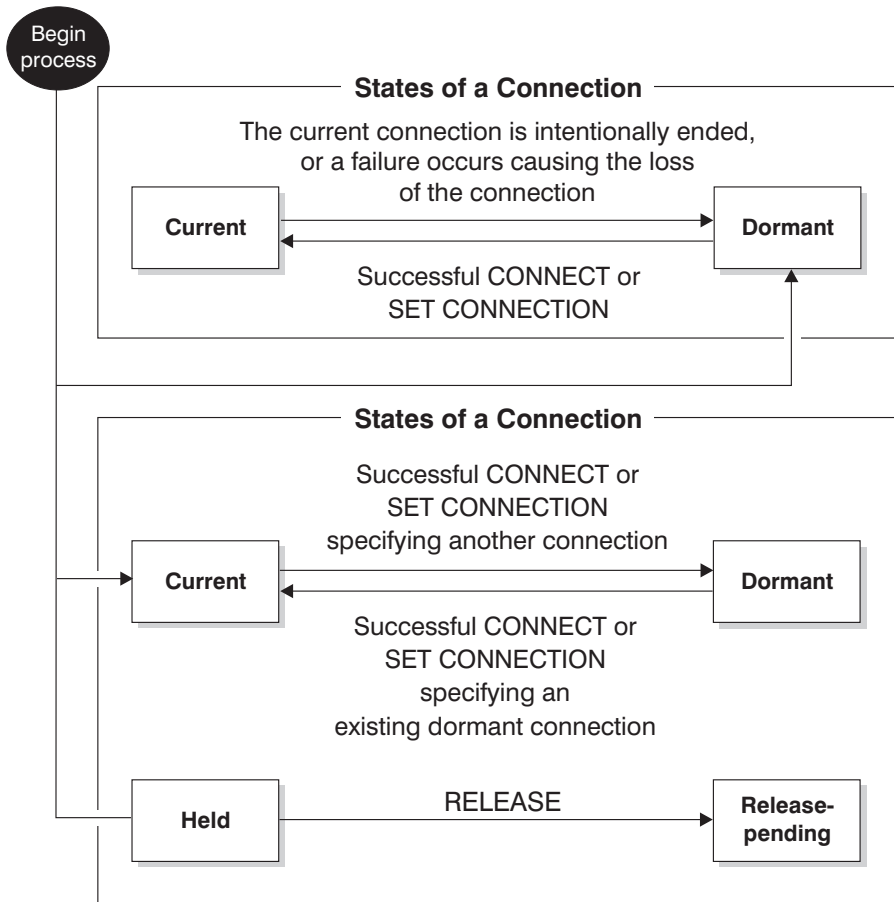 Begin
process
States of a Connection
The current connection is intentionally ended,
or a failure occurs causing the loss
of the connection
Current
Dormant
Successful CONNECT or
SET CONNECTION
States of a Connection
Successful CONNECT or
SET CONNECTION
specifying another connection
Current
Dormant
Successful CONNECT or
SET CONNECTION
specifying an
existing dormant connection
Held
RELEASE
Release-
pending